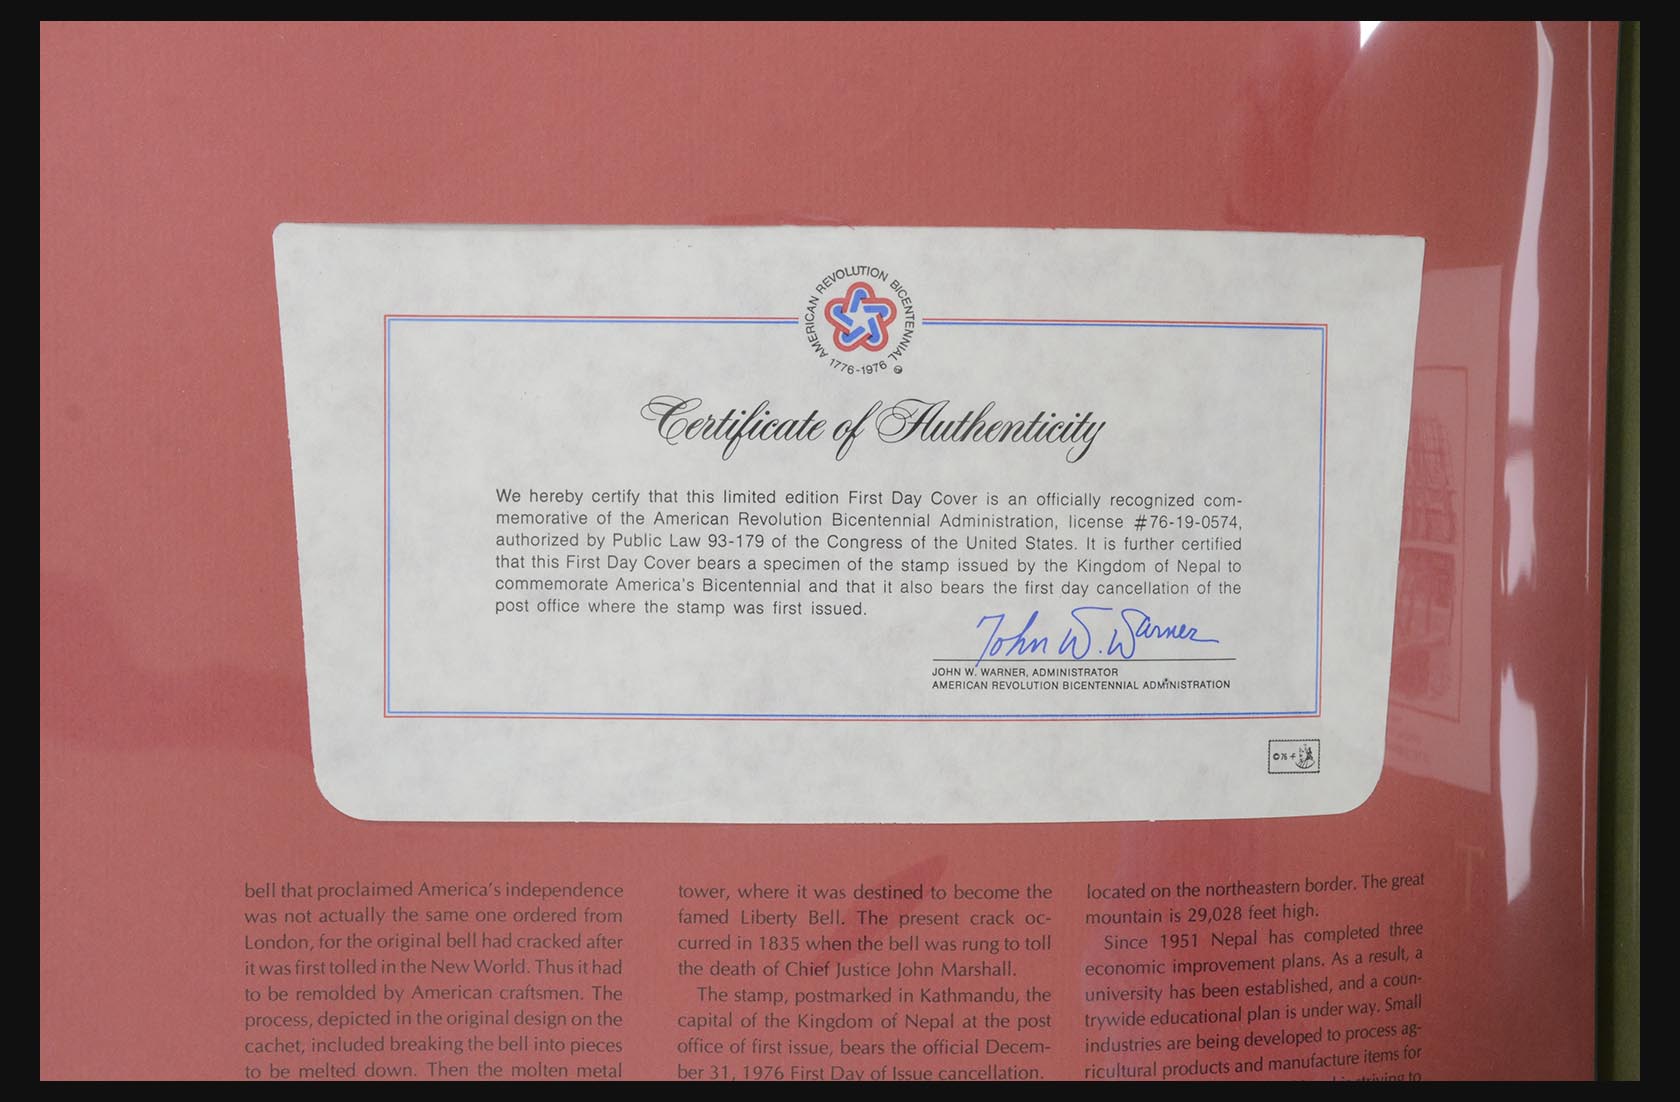 AMERICAN REVOLUTION BICENTENNIAL
1776-1976
Certificate of Authenticity
We hereby certify that this limited edition First Day Cover is an officially recognized com-
memorative of the American Revolution Bicentennial Administration, license #76-19-0574,
authorized by Public Law 93-179 of the Congress of the United States. It is further certified
that this First Day Cover bears a specimen of the stamp issued by the Kingdom of Nepal to
commemorate America's Bicentennial and that it also bears the first day cancellation of the
post office where the stamp was first issued.
John W. Warner
JOHN W. WARNER, ADMINISTRATOR
AMERICAN REVOLUTION BICENTENNIAL ADMINISTRATION
©76
bell that proclaimed America's independence
was not actually the same one ordered from
London, for the original bell had cracked after
it was first tolled in the New World. Thus it had
to be remolded by American craftsmen. The
process, depicted in the original design on the
cachet, included breaking the bell into pieces
to be melted down. Then the molten metal
tower, where it was destined to become the
famed Liberty Bell. The present crack oc-
curred in 1835 when the bell was rung to toll
the death of Chief Justice John Marshall.
The stamp, postmarked in Kathmandu, the
capital of the Kingdom of Nepal at the post
office of first issue, bears the official Decem-
ber 31, 1976 First Day of Issue cancellation.
located on the northeastern border. The great
mountain is 29,028 feet high.
Since 1951 Nepal has completed three
economic improvement plans. As a result, a
university has been established, and a coun-
trywide educational plan is under way. Small
industries are being developed to process ag-
ricultural products and manufacture items for
striving to